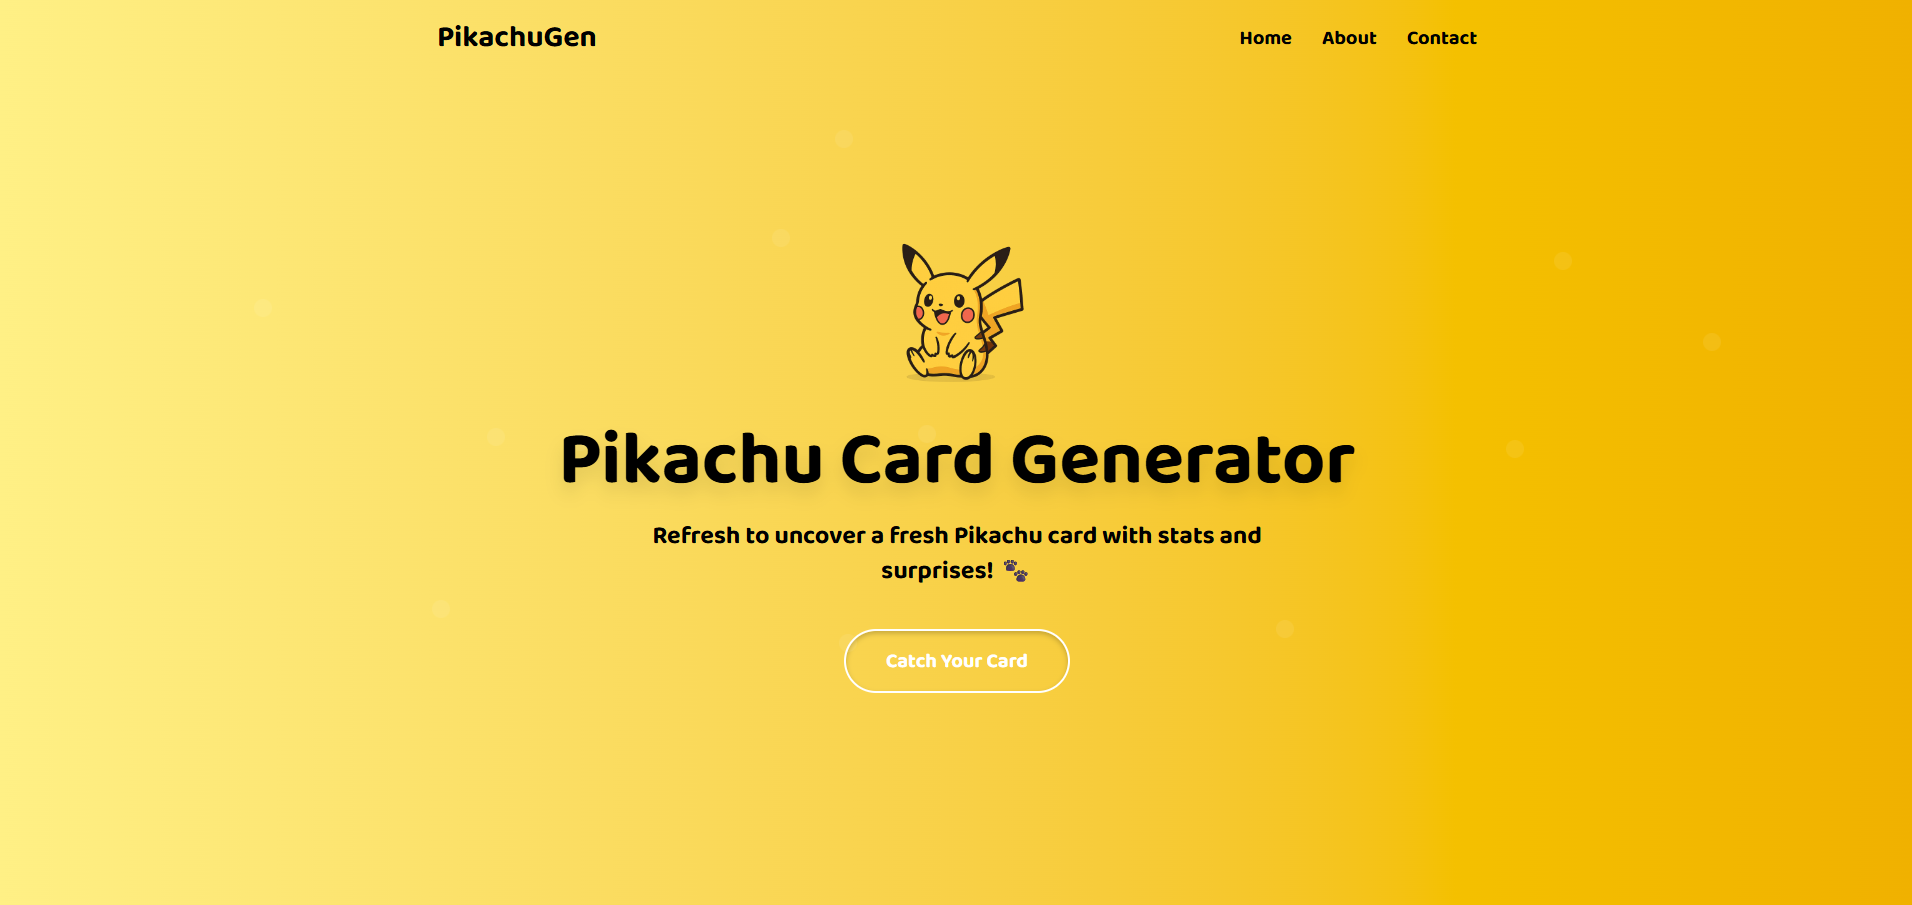 PikachuGen
Home About Contact
Pikachu Card Generator
Refresh to uncover a fresh Pikachu card with stats and
surprises! 🐾
Catch Your Card